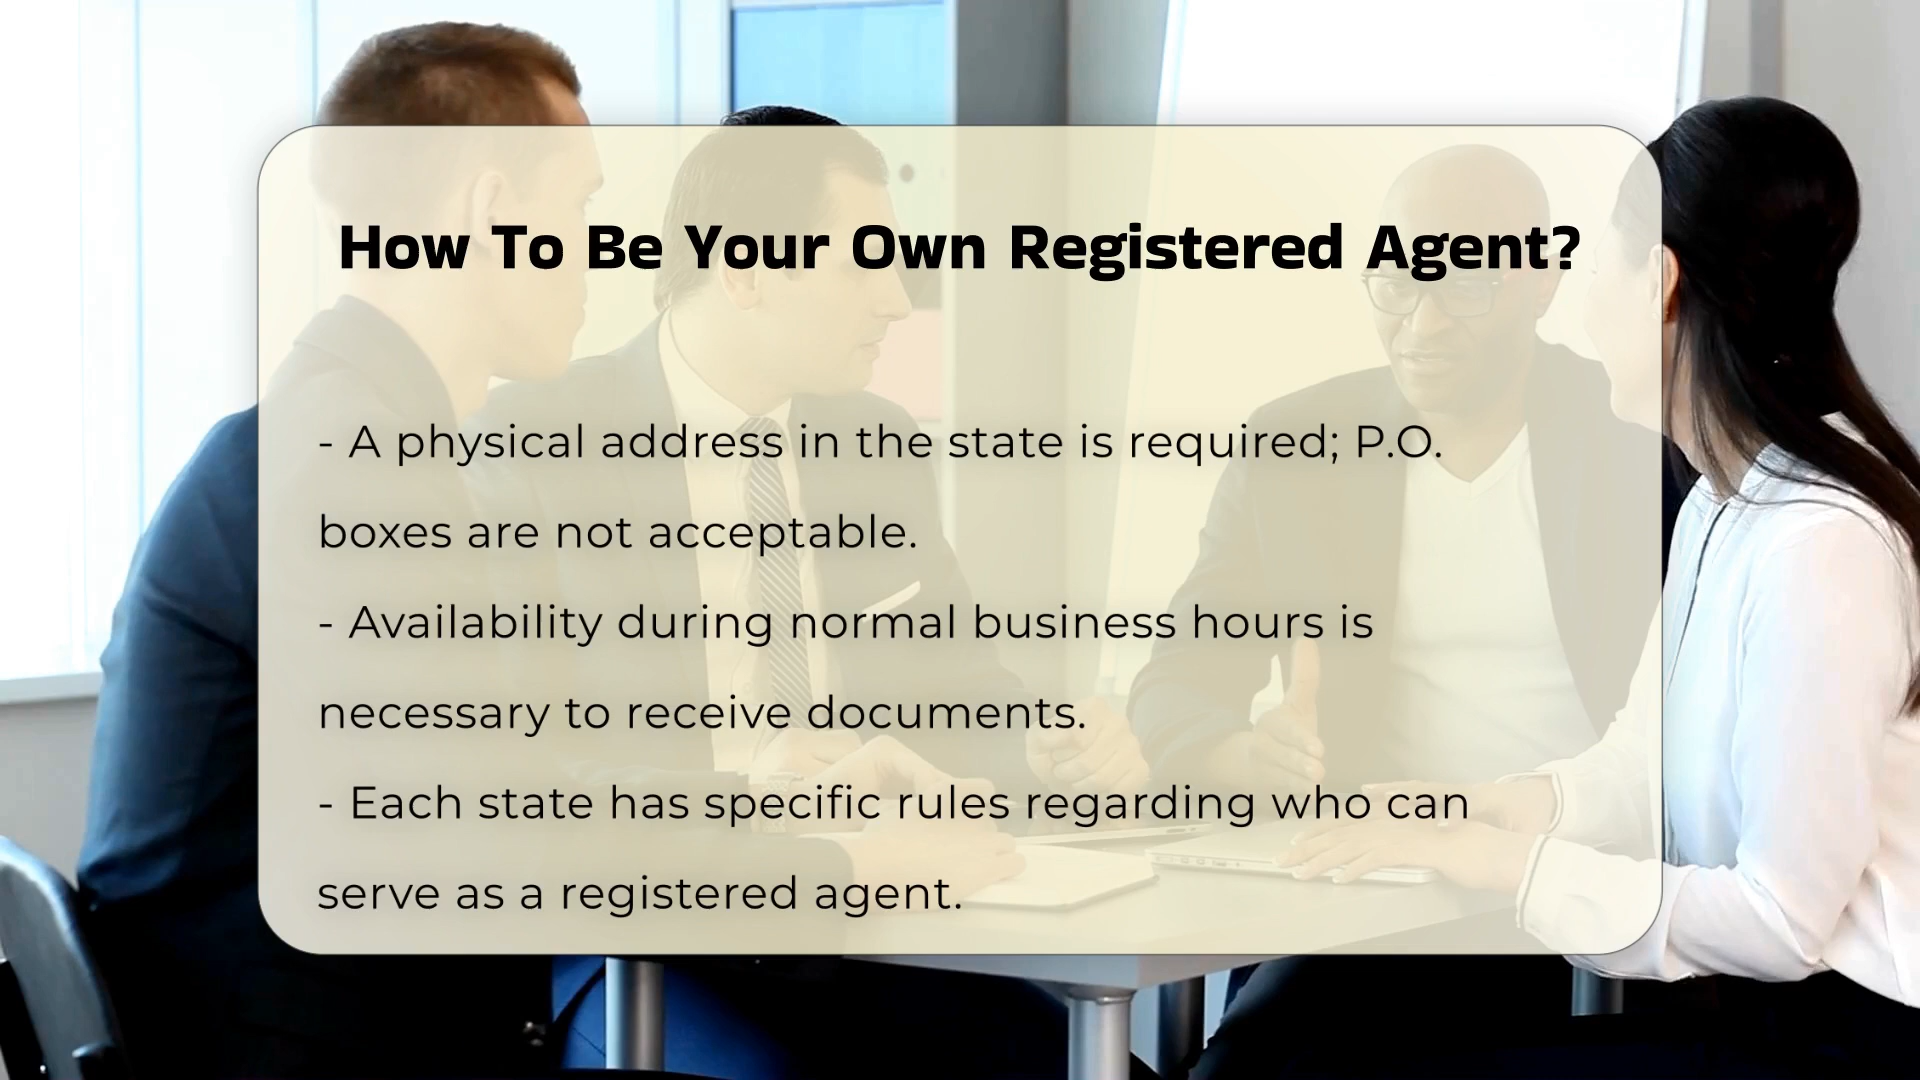 How To Be Your Own Registered Agent?
- A physical address in the state is required; P.O.
boxes are not acceptable.
- Availability during normal business hours is
necessary to receive documents.
- Each state has specific rules regarding who can
serve as a registered agent.